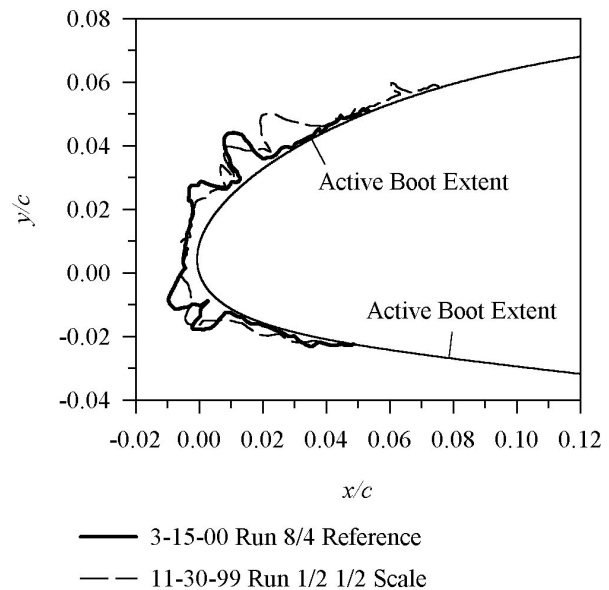 0.08
0.06
0.04
0.02
0.00
-0.02
-0.04
y/c
Active Boot Extent
Active Boot Extent
-0.02 0.00 0.02 0.04 0.06 0.08 0.10 0.12
x/c
3-15-00 Run 8/4 Reference
11-30-99 Run 1/2 1/2 Scale